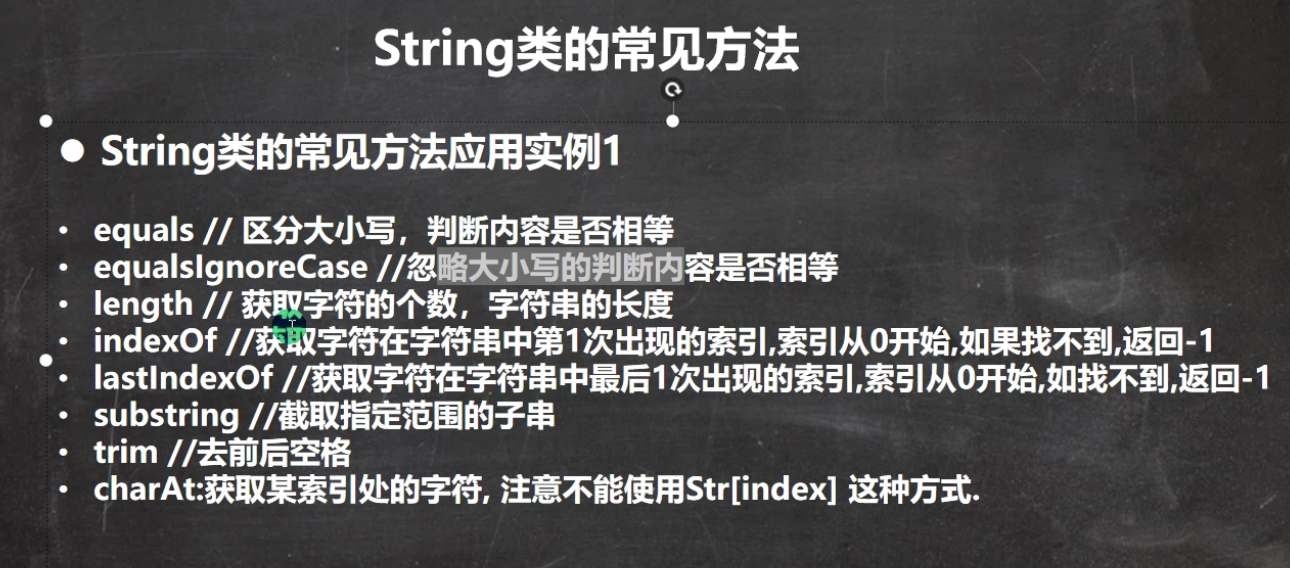 String类的常见方法
● String类的常见方法应用实例1
• equals // 区分大小写，判断内容是否相等
• equalsIgnoreCase //忽略大小写的判断内容是否相等
• length // 获取字符的个数，字符串的长度
• indexOf //获取字符在字符串中第1次出现的索引,索引从0开始,如果找不到,返回-1
• lastIndexOf //获取字符在字符串中最后1次出现的索引,索引从0开始,如找不到,返回-1
• substring //截取指定范围的子串
• trim //去前后空格
• charAt:获取某索引处的字符, 注意不能使用Str[index] 这种方式.